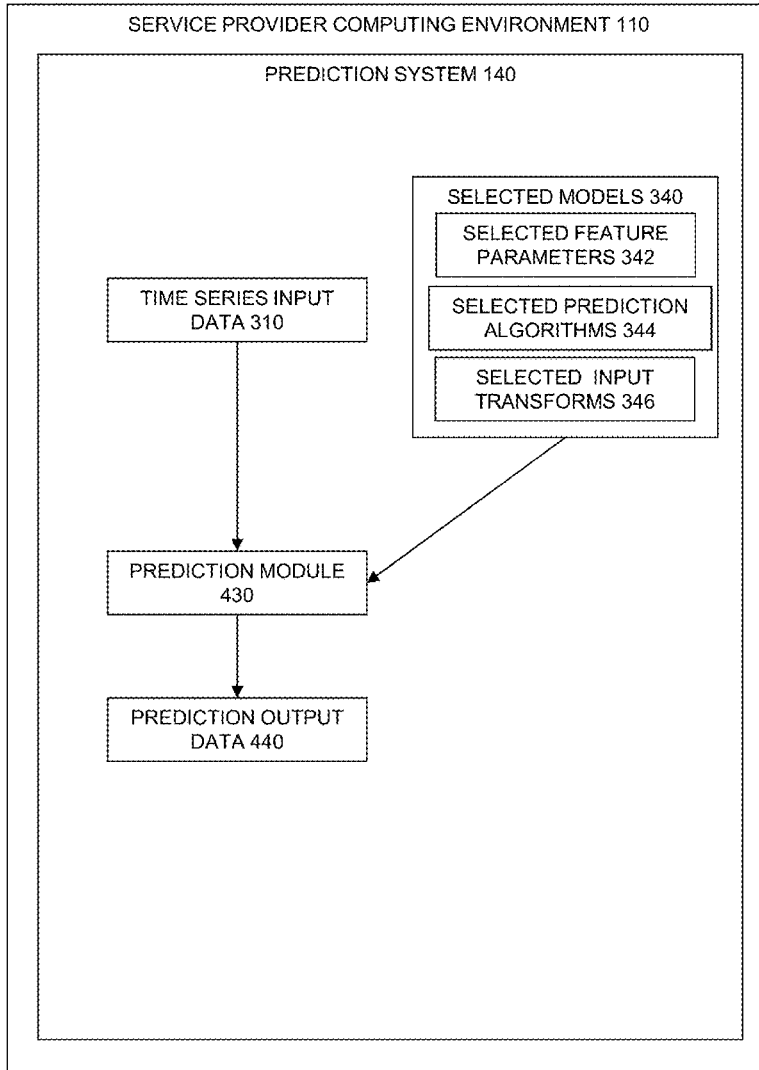 SERVICE PROVIDER COMPUTING ENVIRONMENT 110
PREDICTION SYSTEM 140
SELECTED MODELS 340
SELECTED FEATURE
PARAMETERS 342
SELECTED PREDICTION
ALGORITHMS 344
SELECTED INPUT
TRANSFORMS 346
TIME SERIES INPUT
DATA 310
PREDICTION MODULE
430
PREDICTION OUTPUT
DATA 440